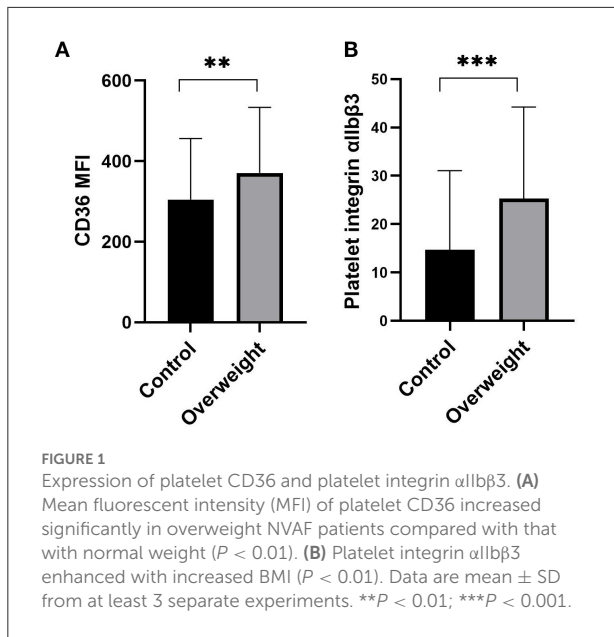 A
**
600
400
200
0
CD36 MFI
Control
Overweight
B
***
50
40
30
20
10
0
Platelet integrin αIIbβ3
Control
Overweight
FIGURE 1
Expression of platelet CD36 and platelet integrin αIIbβ3. (A)
Mean fluorescent intensity (MFI) of platelet CD36 increased
significantly in overweight NVAF patients compared with that
with normal weight (P < 0.01). (B) Platelet integrin αIIbβ3
enhanced with increased BMI (P < 0.01). Data are mean ± SD
from at least 3 separate experiments. **P < 0.01; ***P < 0.001.